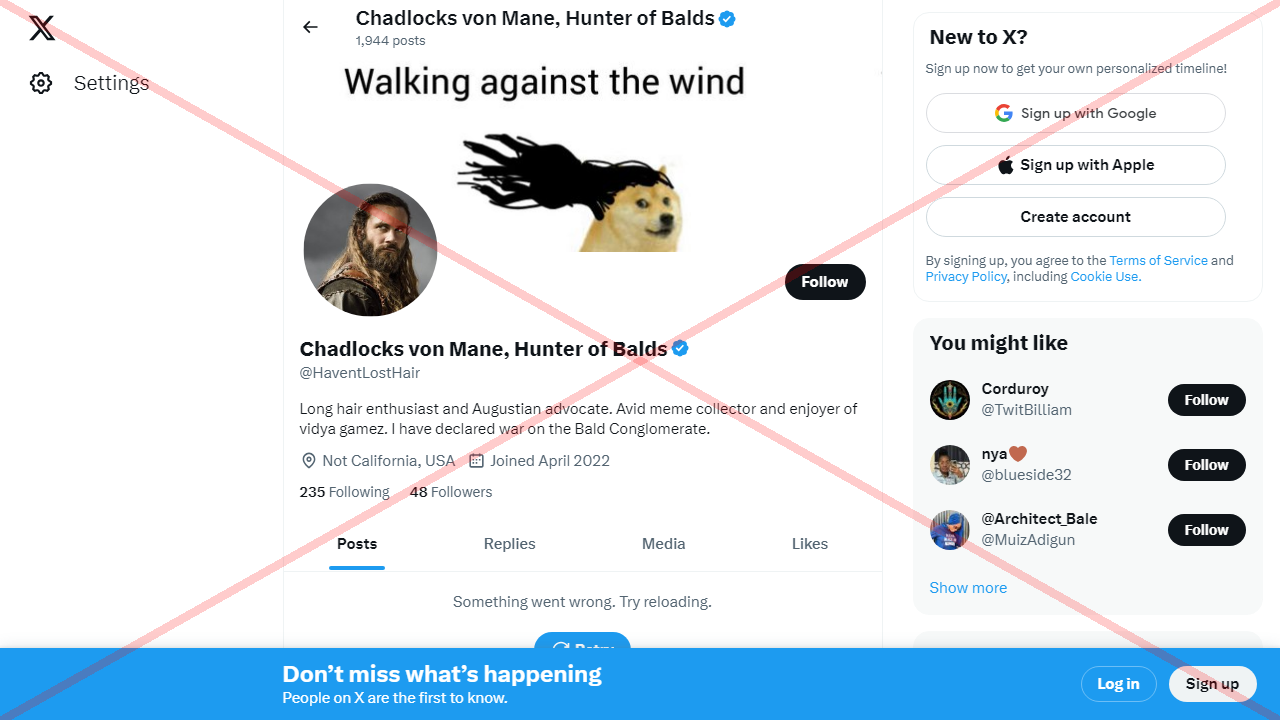 Settings
Chadlocks von Mane, Hunter of Balds
1,944 posts
Walking against the wind
Follow
Chadlocks von Mane, Hunter of Balds
@HaventLostHair
Long hair enthusiast and Augustian advocate. Avid meme collector and enjoyer of
vidya gamez. I have declared war on the Bald Conglomerate.
Not California, USA Joined April 2022
235 Following 48 Followers
Posts Replies Media Likes
Something went wrong. Try reloading.
Retry
New to X?
Sign up now to get your own personalized timeline!
Sign up with Google
Sign up with Apple
Create account
By signing up, you agree to the Terms of Service and
Privacy Policy, including Cookie Use.
You might like
Corduroy
@TwitBilliam
Follow
nya🤎
@blueside32
Follow
@Architect_Bale
@MuizAdigun
Follow
Show more
Don’t miss what’s happening
People on X are the first to know.
Log in
Sign up